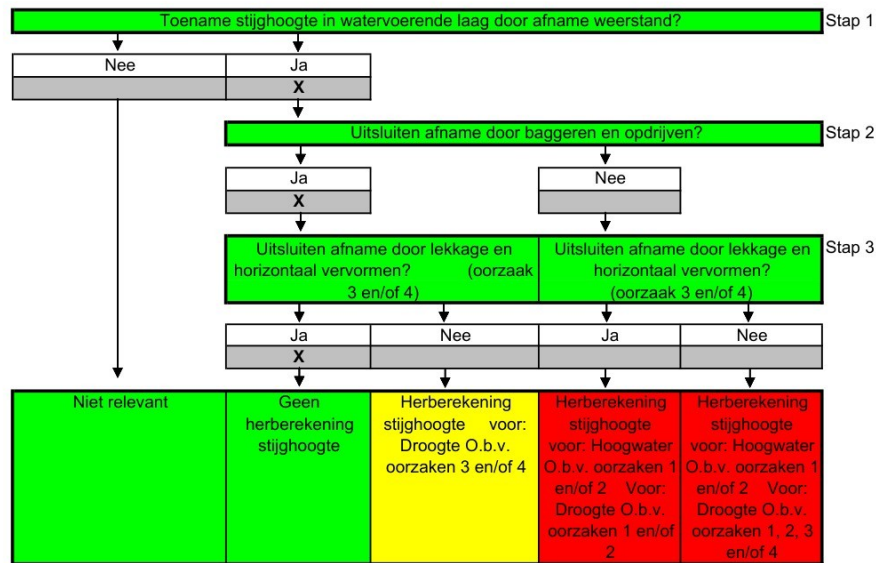 Toename stijghoogte in watervoerende laag door afname weerstand?
Stap 1
Nee
Ja
X
Uitsluiten afname door baggeren en opdrijven?
Stap 2
Ja
Nee
X
Uitsluiten afname door lekkage en
horizontaal vervormen? (oorzaak
3 en/of 4)
Uitsluiten afname door lekkage en
horizontaal vervormen?
(oorzaak 3 en/of 4)
Stap 3
Ja
Nee
Ja
Nee
X
Niet relevant
Geen
herberekening
stijghoogte
Herberekening
stijghoogte voor:
Droogte O.b.v.
oorzaken 3 en/of 4
Herberekening
stijghoogte
voor: Hoogwater
O.b.v. oorzaken 1
en/of 2 Voor:
Droogte O.b.v.
oorzaken 1 en/of
2
Herberekening
stijghoogte
voor: Hoogwater
O.b.v. oorzaken 1
en/of 2 Voor:
Droogte O.b.v.
oorzaken 1, 2, 3
en/of 4